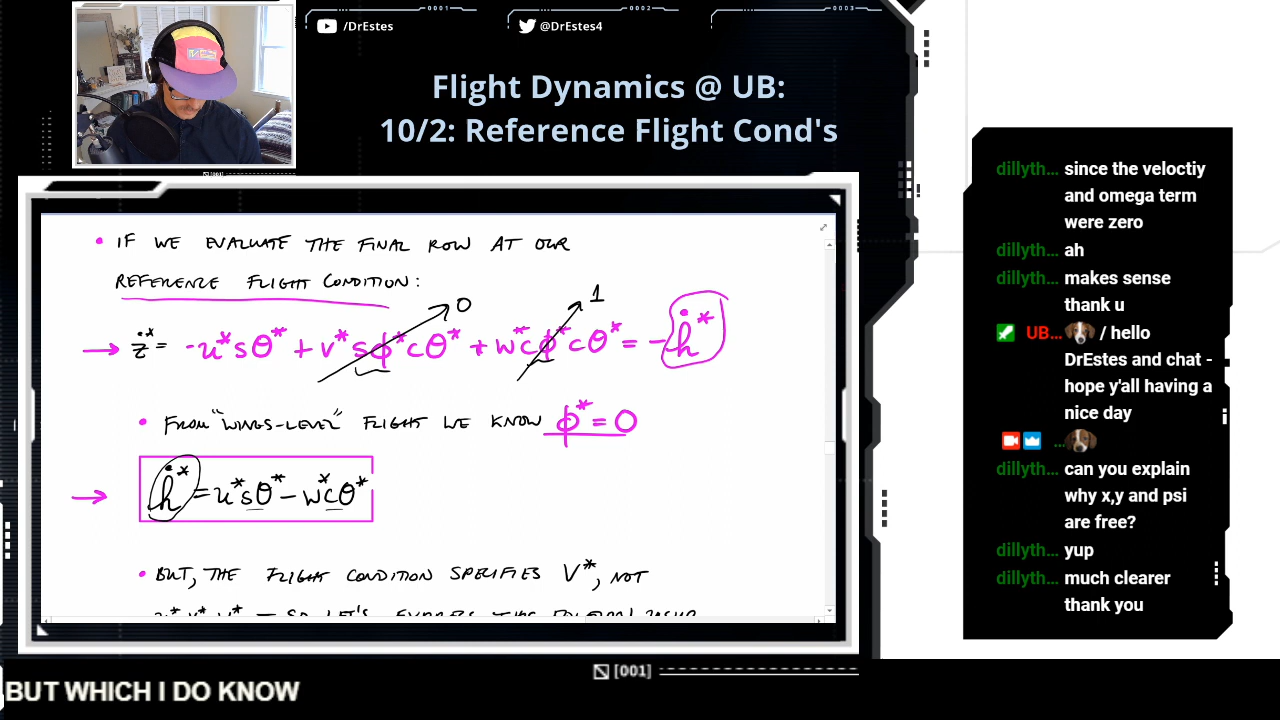 0001
0002
0003
/DrEstes
@DrEstes4
Flight Dynamics @ UB:
10/2: Reference Flight Cond's
[001]
• IF WE EVALUATE THE FINAL ROW AT OUR
REFERENCE FLIGHT CONDITION:
0
1
→ ż* = -u*sθ* + v*sϕ*cθ* + w*cϕ*cθ* = -ḣ*
• FROM "WINGS-LEVEL" FLIGHT WE KNOW ϕ* = 0
→ ḣ* = u*sθ* - w*cθ*
• BUT, THE FLIGHT CONDITION SPECIFIES V*, NOT
dillyth... since the veloctiy
and omega term
were zero
dillyth... ah
dillyth... makes sense
thank u
UB... / hello
DrEstes and chat -
hope y'all having a
nice day
...
dillyth... can you explain
why x,y and psi
are free?
dillyth... yup
dillyth... much clearer
thank you
[001]
BUT WHICH I DO KNOW